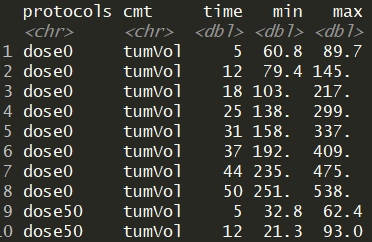 protocols cmt time min max
<chr> <chr> <dbl> <dbl> <dbl>
1 dose0 tumVol 5 60.8 89.7
2 dose0 tumVol 12 79.4 145.
3 dose0 tumVol 18 103. 217.
4 dose0 tumVol 25 138. 299.
5 dose0 tumVol 31 158. 337.
6 dose0 tumVol 37 192. 409.
7 dose0 tumVol 44 235. 475.
8 dose0 tumVol 50 251. 538.
9 dose50 tumVol 5 32.8 62.4
10 dose50 tumVol 12 21.3 93.0